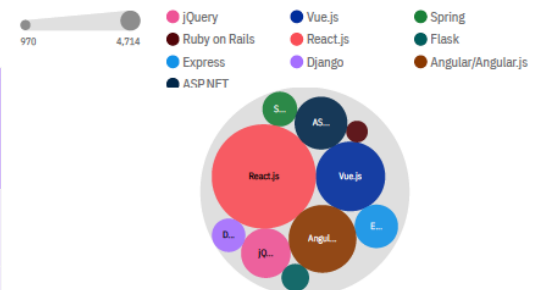 jQuery Vue.js Spring
970 4,714 Ruby on Rails React.js Flask
Express Django Angular/Angular.js
ASP.NET
S...
AS...
React.js Vue.js
D... E...
jQ... Angul...